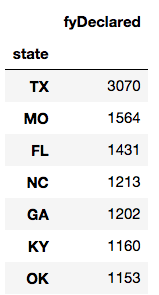 fyDeclared
state
TX 3070
MO 1564
FL 1431
NC 1213
GA 1202
KY 1160
OK 1153